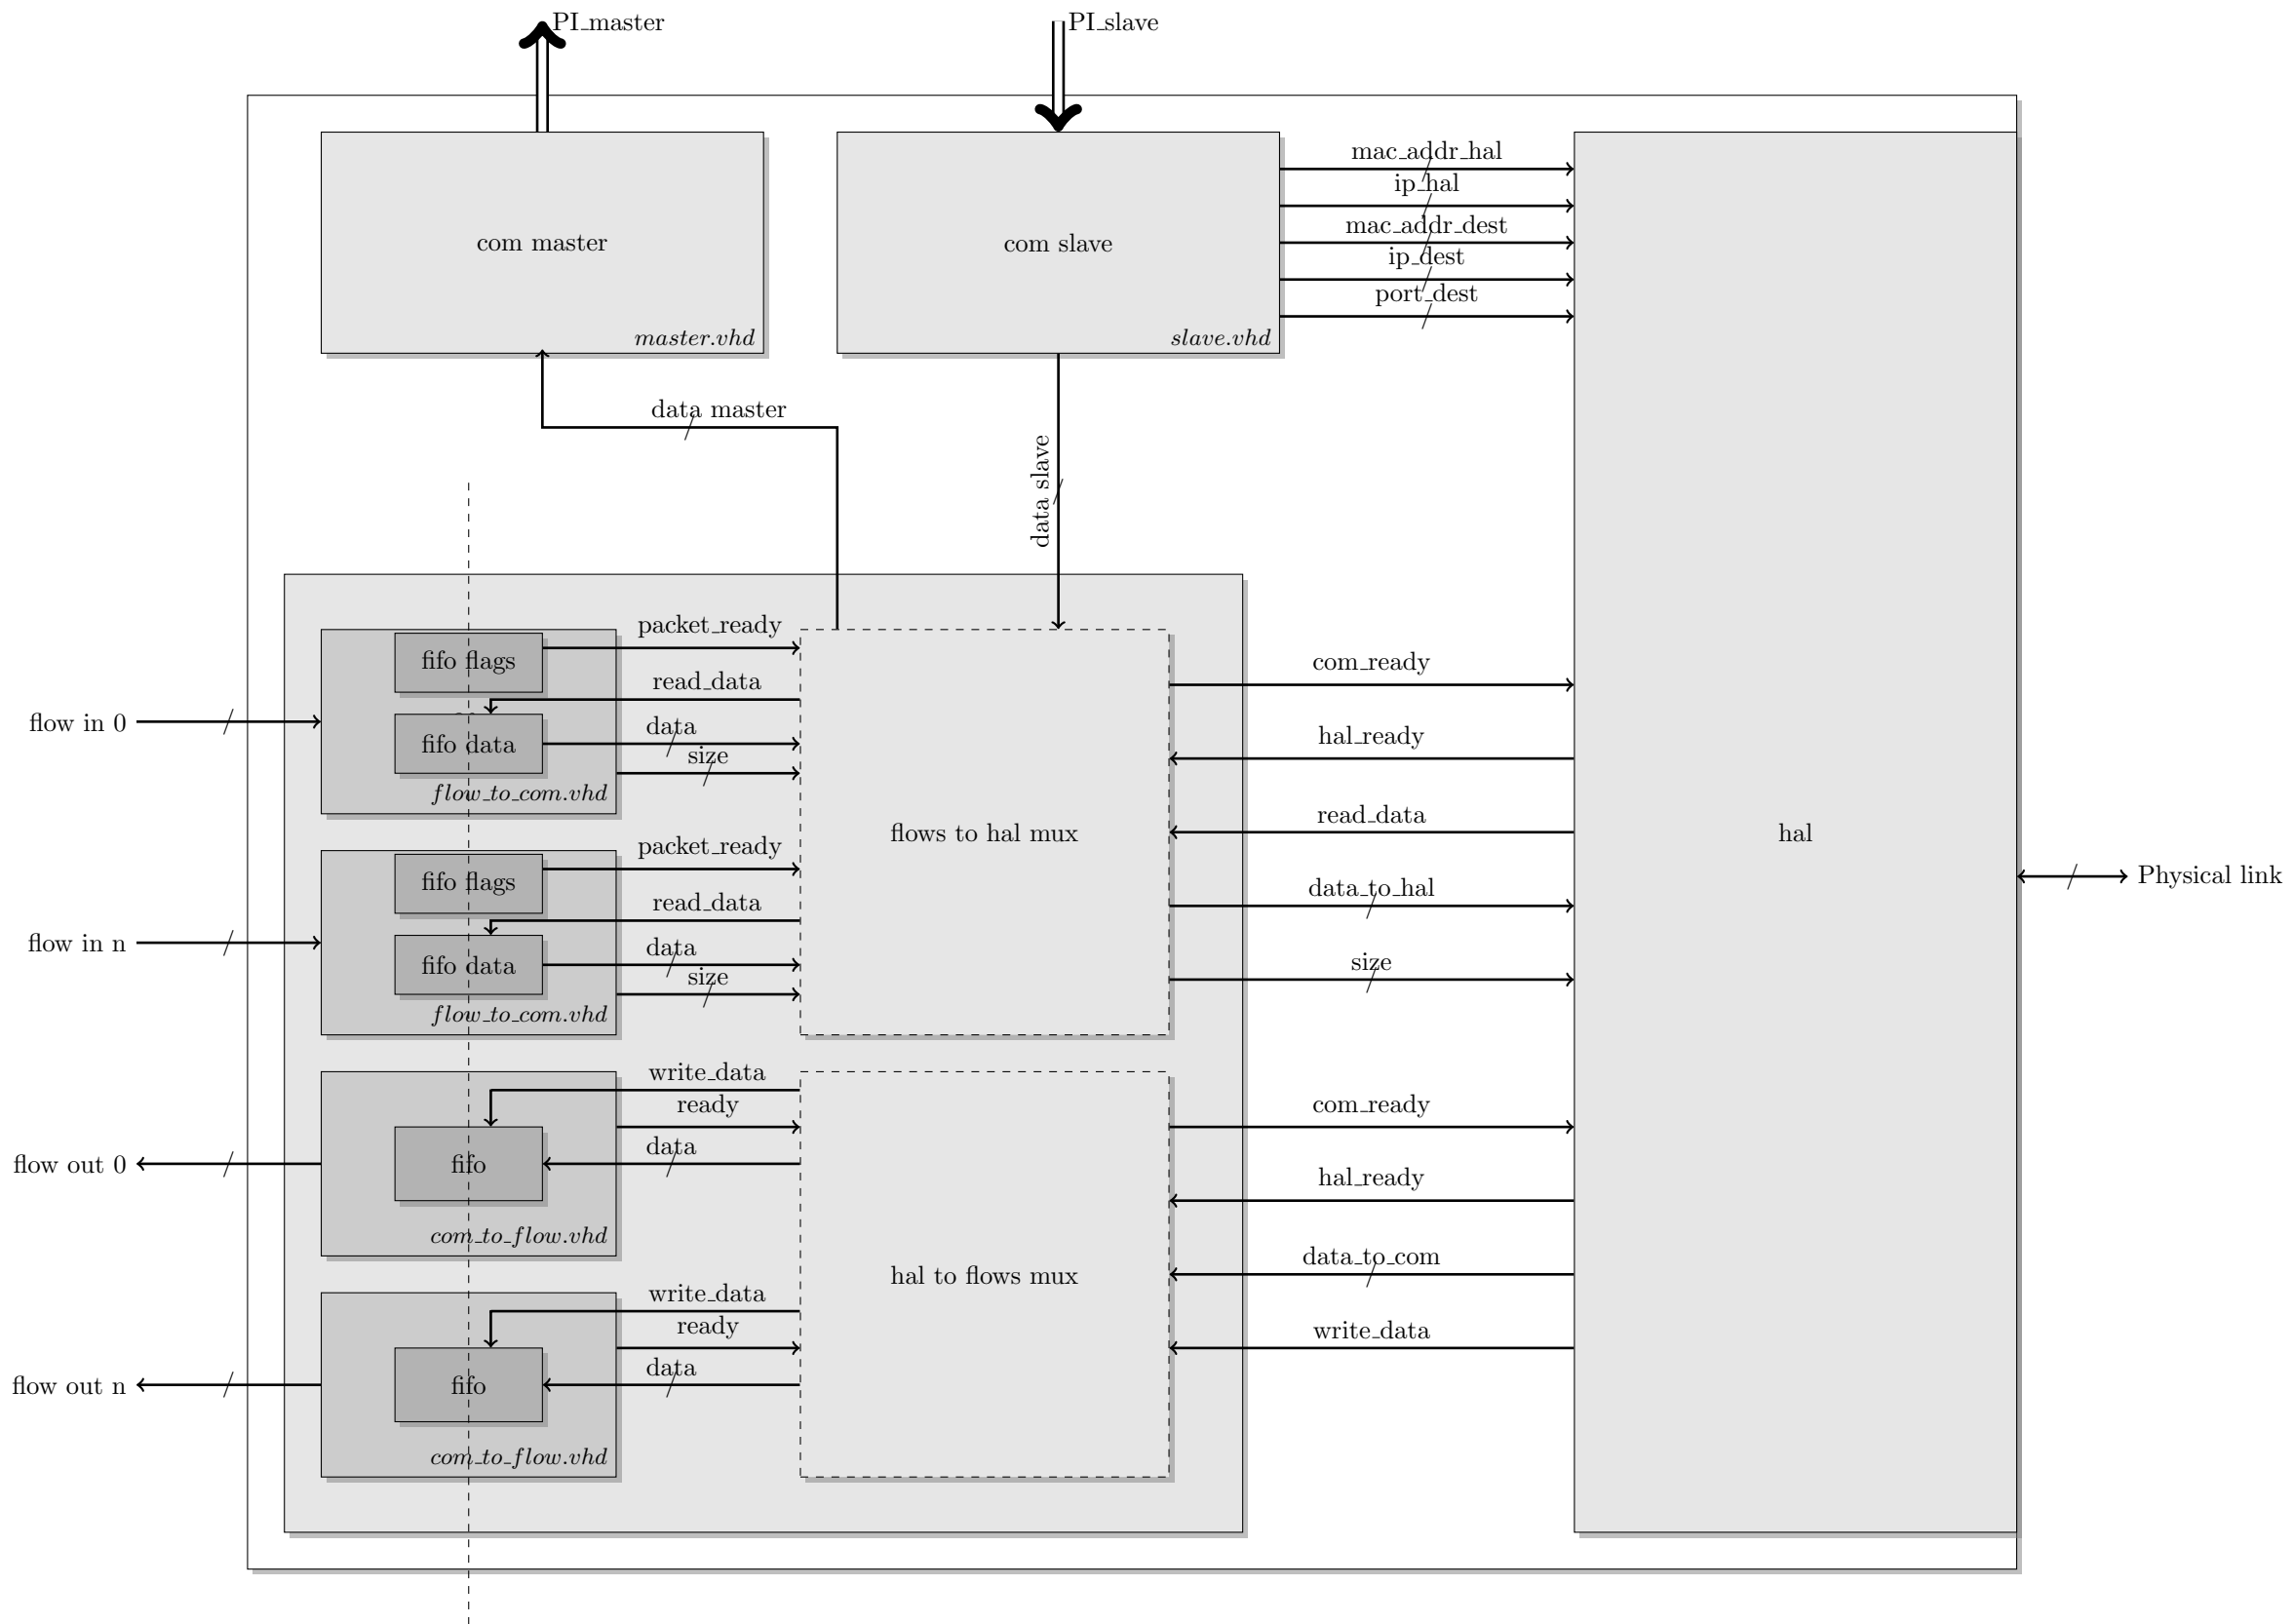 PI_master
PI_slave
com master
master.vhd
com slave
slave.vhd
mac_addr_hal
ip_hal
mac_addr_dest
ip_dest
port_dest
data master
data slave
flow in 0
fifo flags
fifo data
flow_to_com.vhd
packet_ready
read_data
data
size
flow in n
fifo flags
fifo data
flow_to_com.vhd
packet_ready
read_data
data
size
flows to hal mux
com_ready
hal_ready
read_data
data_to_hal
size
hal
Physical link
flow out 0
fifo
com_to_flow.vhd
write_data
ready
data
flow out n
fifo
com_to_flow.vhd
write_data
ready
data
hal to flows mux
com_ready
hal_ready
data_to_com
write_data